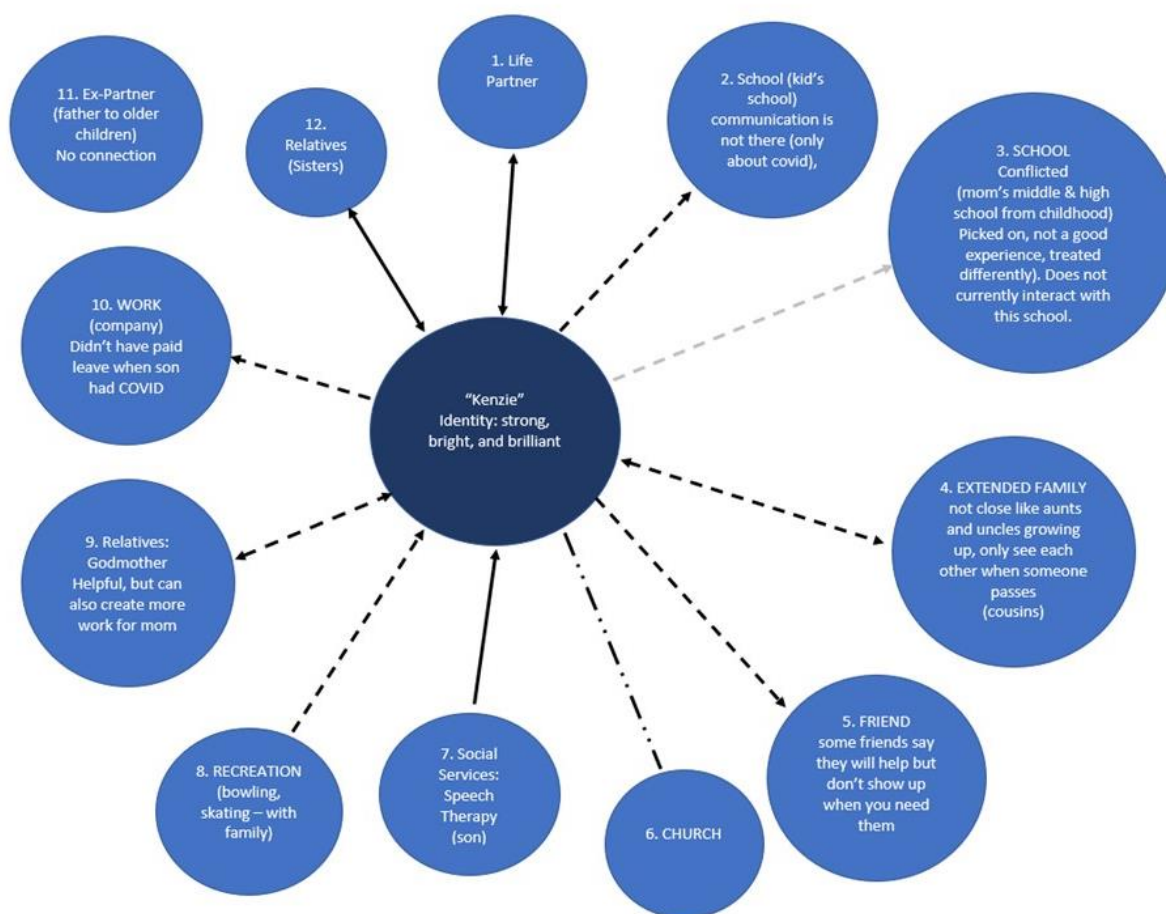 1. Life
Partner
2. School (kid's
school)
communication is
not there (only
about covid),
3. SCHOOL
Conflicted
(mom's middle & high
school from childhood)
Picked on, not a good
experience, treated
differently). Does not
currently interact with
this school.
4. EXTENDED FAMILY
not close like aunts
and uncles growing
up, only see each
other when someone
passes
(cousins)
5. FRIEND
some friends say
they will help but
don't show up
when you need
them
6. CHURCH
7. Social
Services:
Speech
Therapy
(son)
8. RECREATION
(bowling,
skating – with
family)
9. Relatives:
Godmother
Helpful, but can
also create more
work for mom
10. WORK
(company)
Didn't have paid
leave when son
had COVID
11. Ex-Partner
(father to older
children)
No connection
12.
Relatives
(Sisters)
"Kenzie"
Identity: strong,
bright, and brilliant